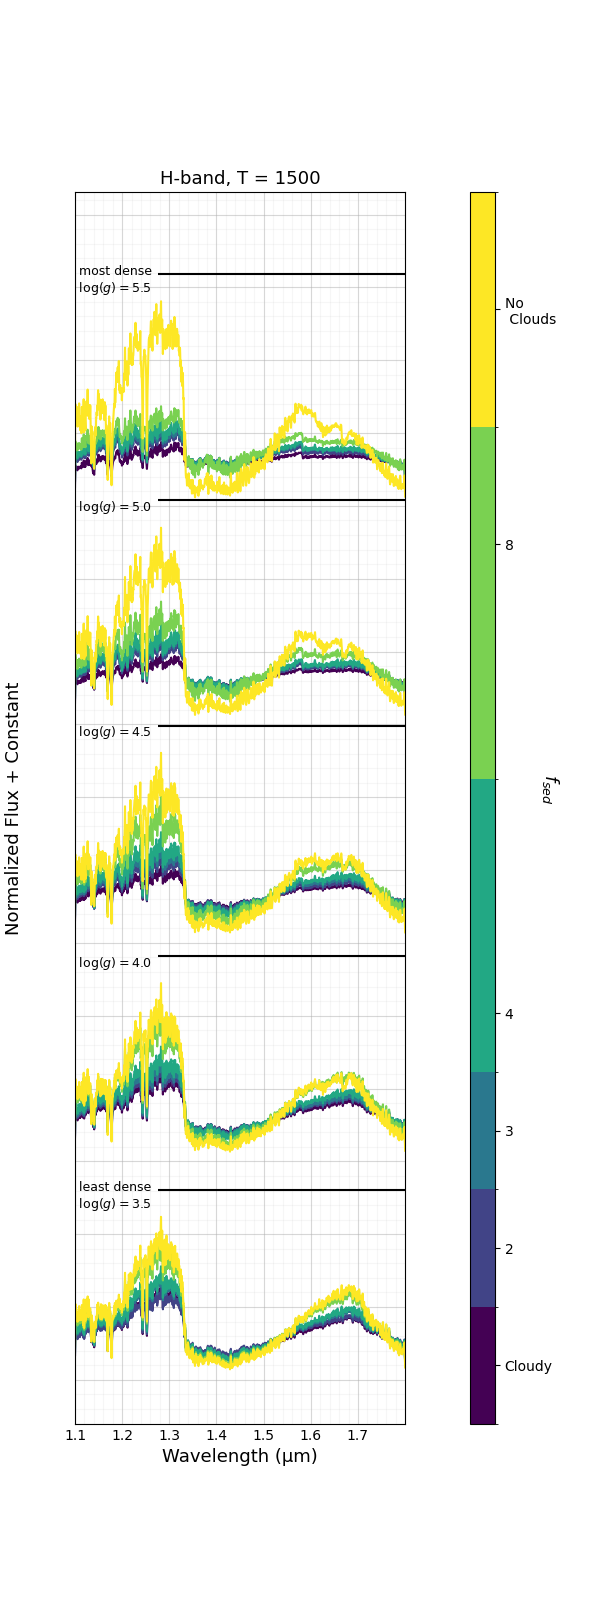 H-band, T = 1500
most dense
log(g) = 5.5
log(g) = 5.0
log(g) = 4.5
log(g) = 4.0
least dense
log(g) = 3.5
1.1 1.2 1.3 1.4 1.5 1.6 1.7
Wavelength (μm)
Normalized Flux + Constant
No
Clouds
8
4
3
2
Cloudy
fsed